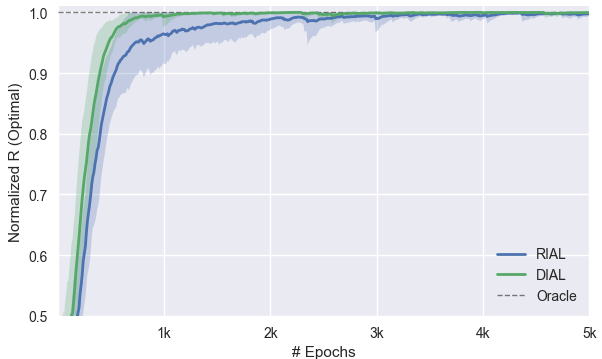 Normalized R (Optimal)
1.0
0.9
0.8
0.7
0.6
0.5
1k
2k
3k
4k
5k
# Epochs
RIAL
DIAL
Oracle